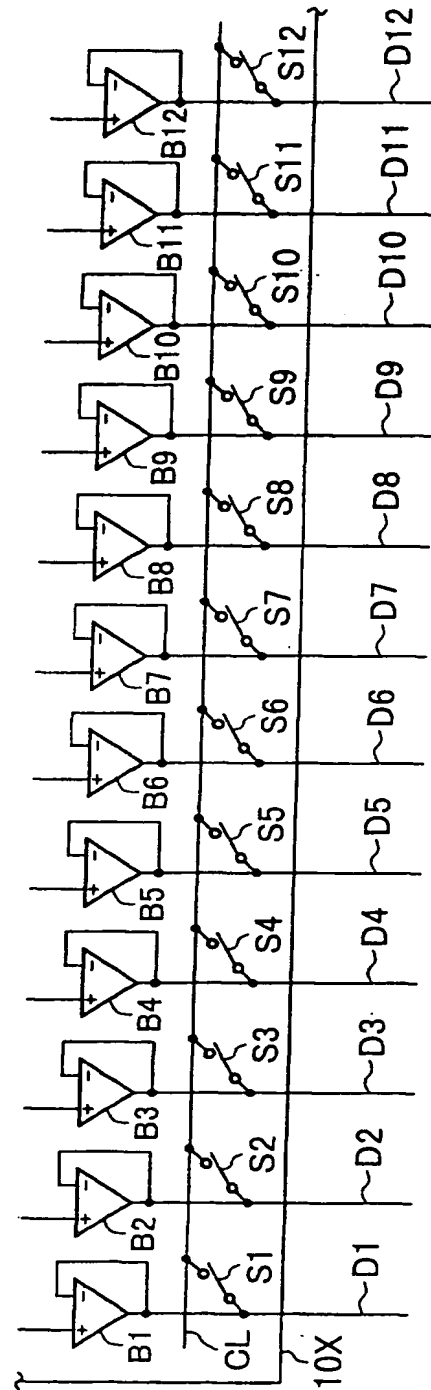 B1 B2 B3 B4 B5 B6 B7 B8 B9 B10 B11 B12
+ - + - + - + - + - + - + - + - + - + - + - + -
CL S1 S2 S3 S4 S5 S6 S7 S8 S9 S10 S11 S12
10X
D1 D2 D3 D4 D5 D6 D7 D8 D9 D10 D11 D12